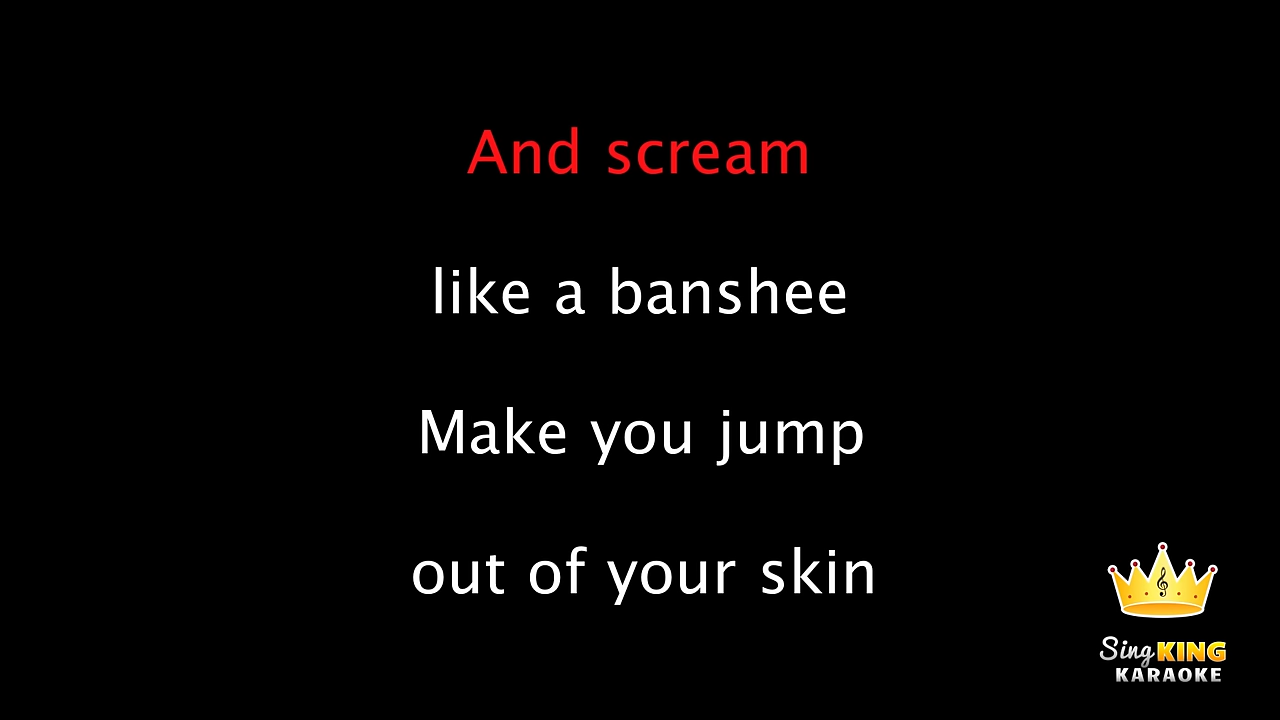 And scream
like a banshee
Make you jump
out of your skin
Sing KING
KARAOKE